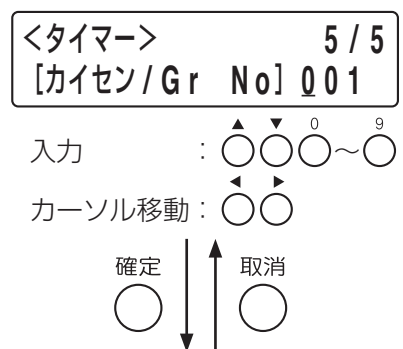 <タイマー> 5/5
[カイセン/Gr No] 001
▲ ▼ 0 9
入力 : 〜
◀ ▶
カーソル移動 :
確定 取消